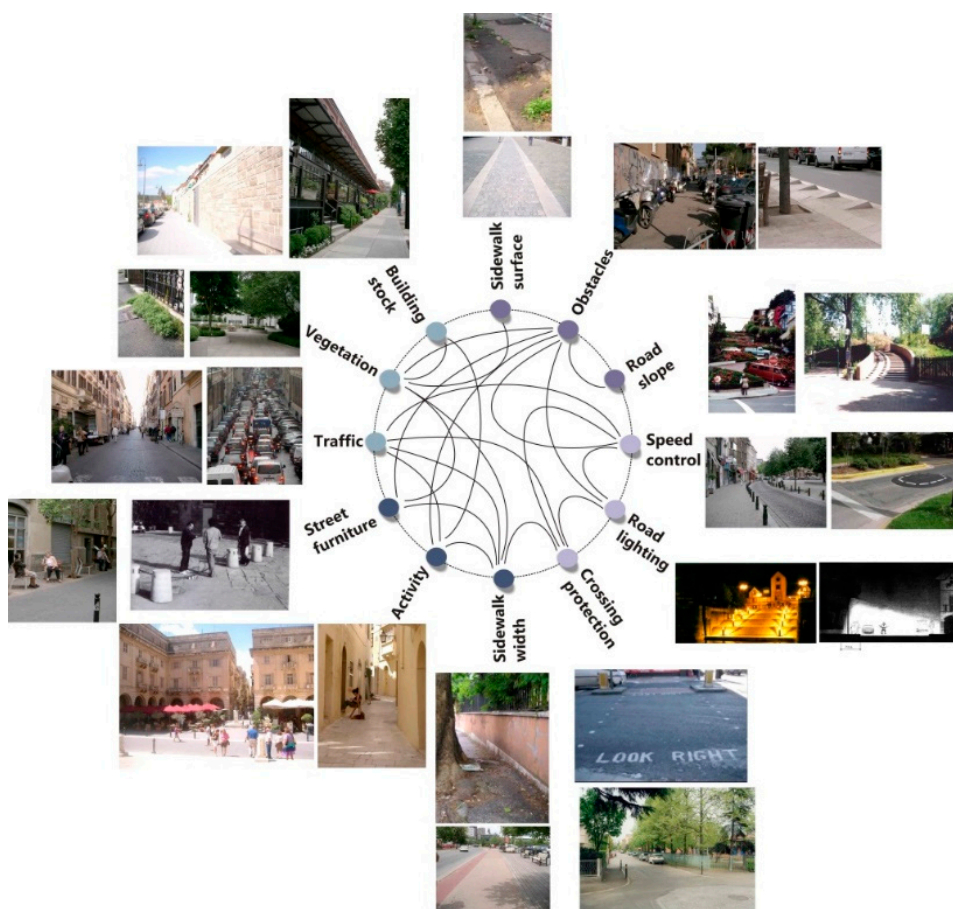 Sidewalk
surface
Obstacles
Road
slope
Speed
control
Road
lighting
Crossing
protection
Sidewalk
width
Activity
Street
furniture
Traffic
Vegetation
Building
stock
LOOK RIGHT